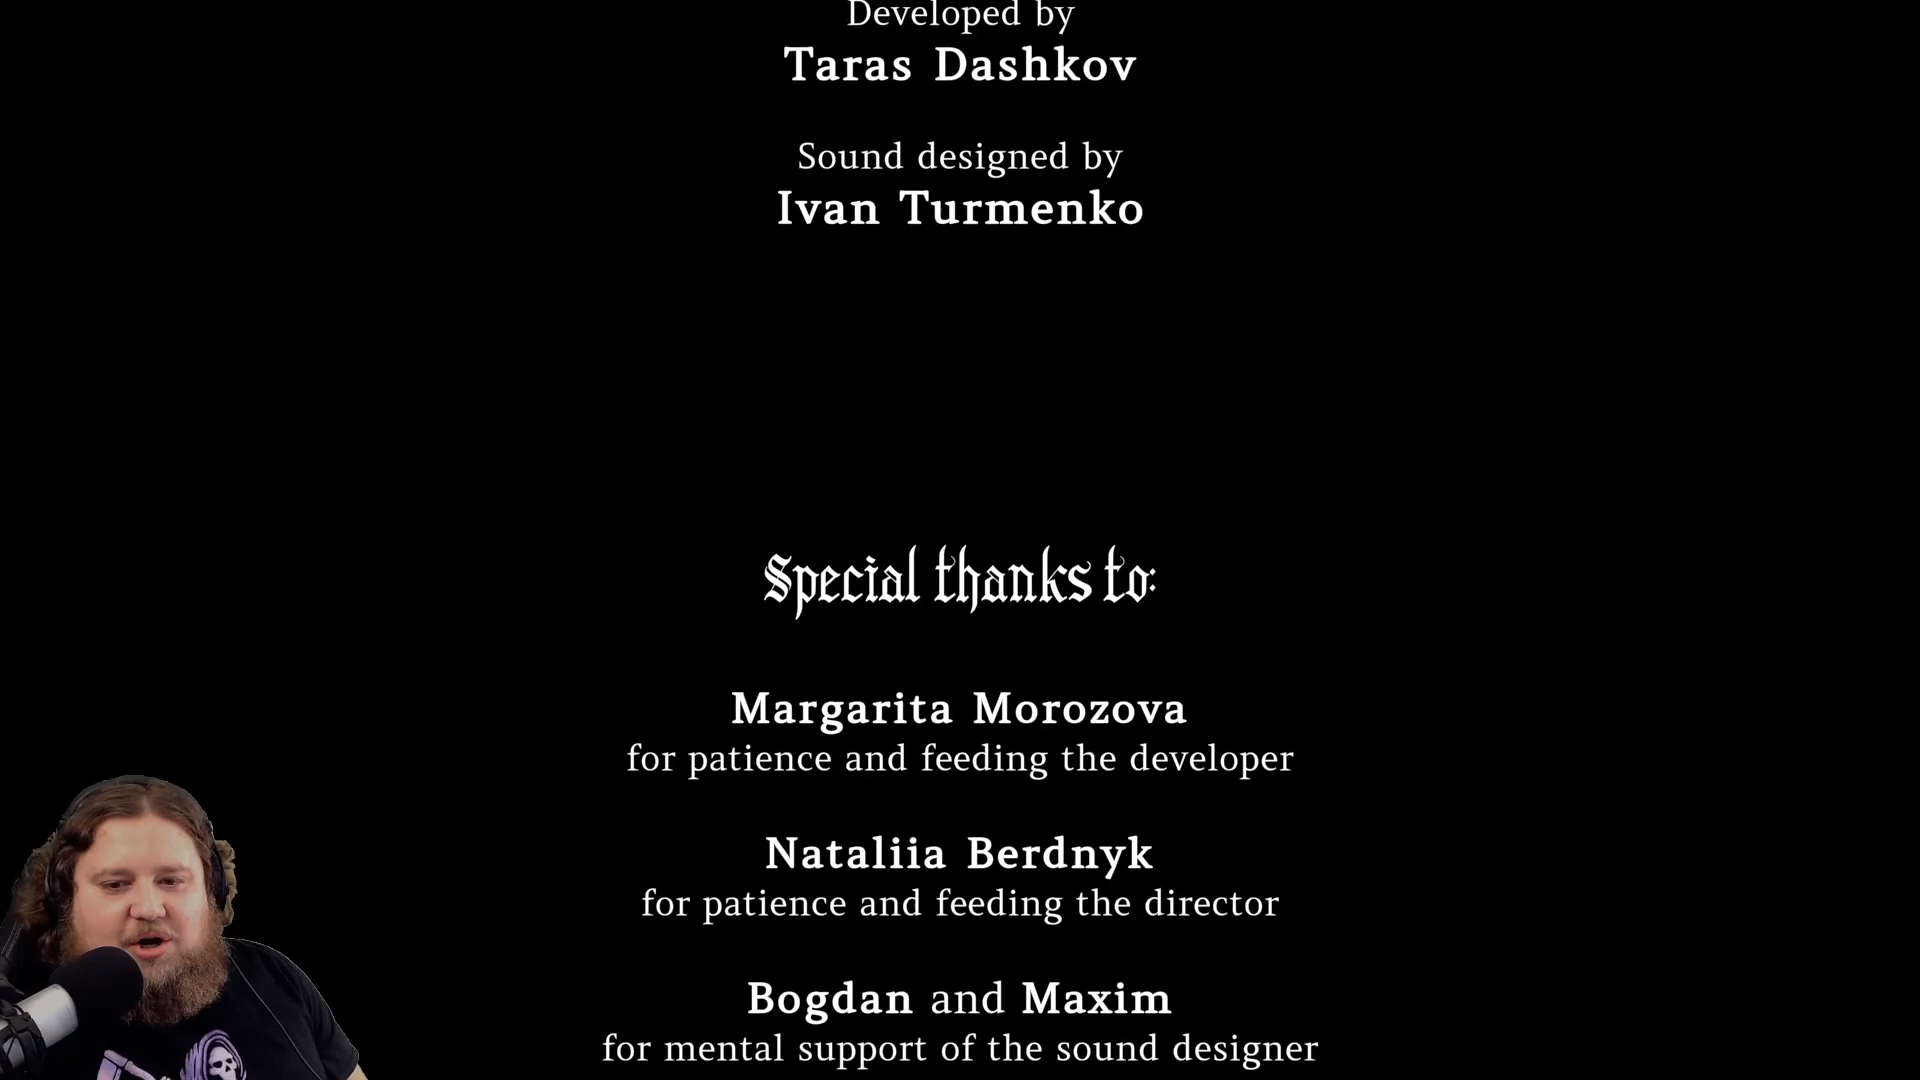 Developed by
Taras Dashkov
Sound designed by
Ivan Turmenko
Special thanks to:
Margarita Morozova
for patience and feeding the developer
Nataliia Berdnyk
for patience and feeding the director
Bogdan and Maxim
for mental support of the sound designer